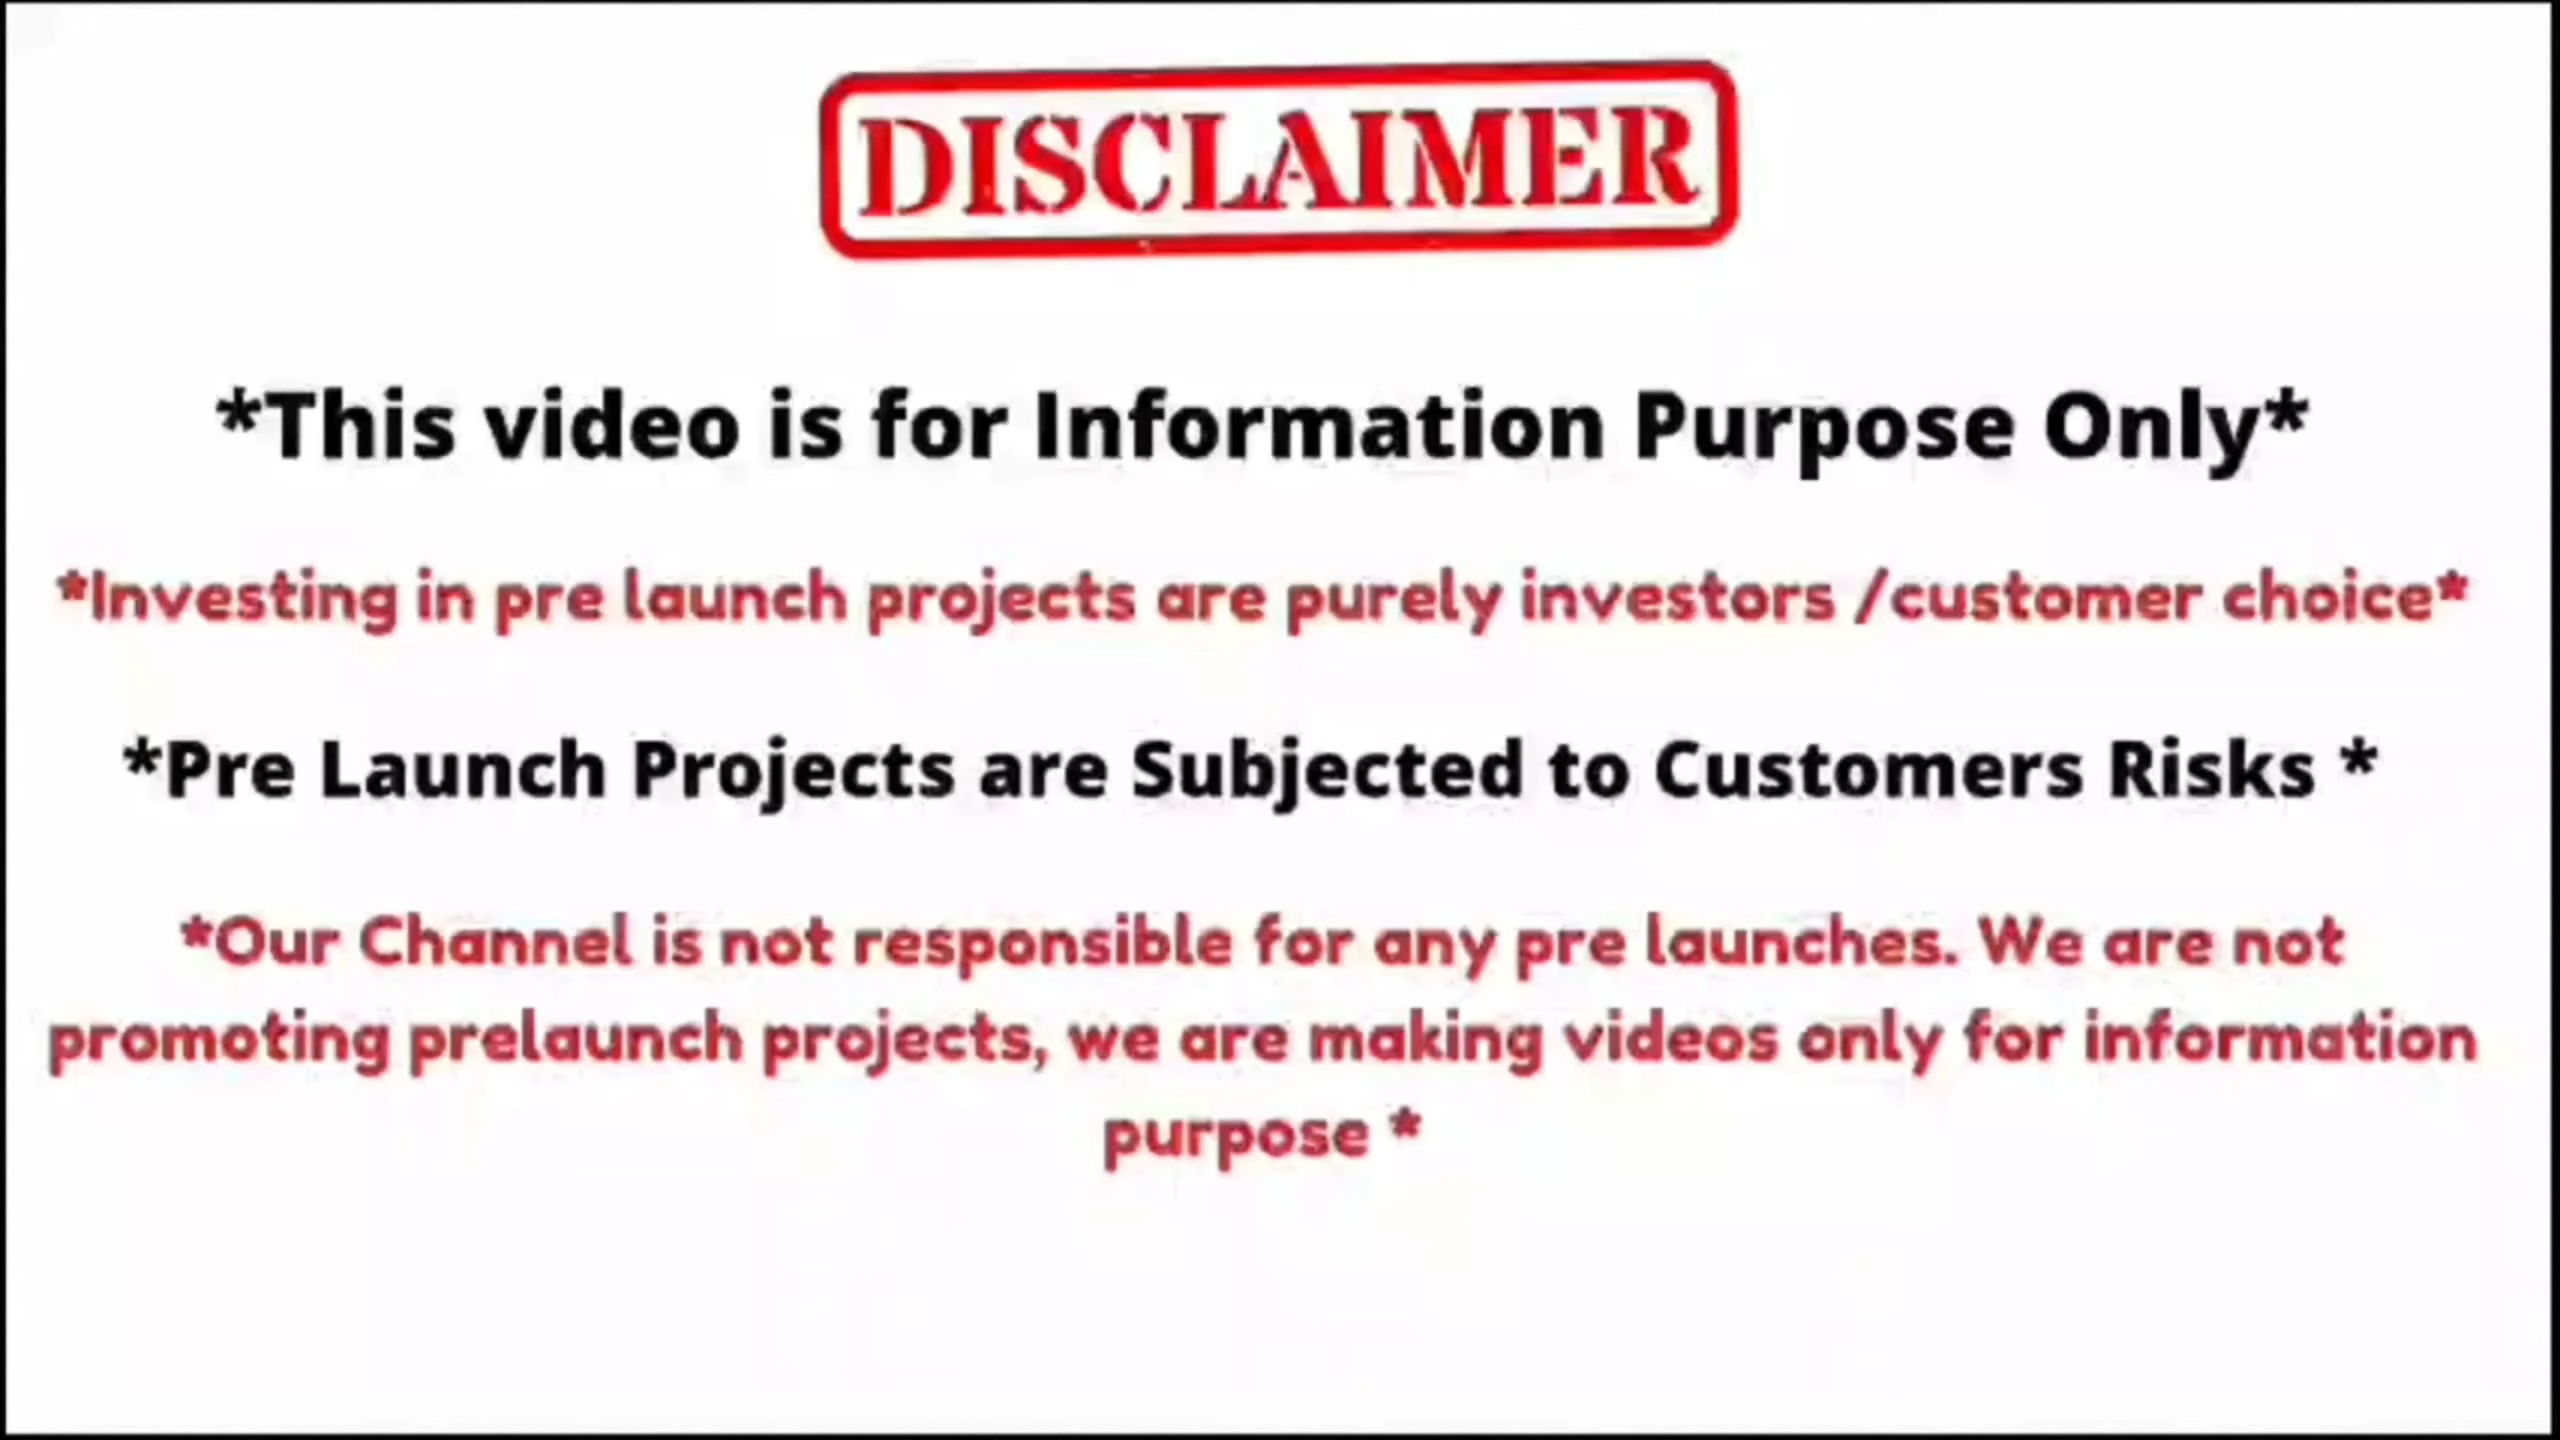 DISCLAIMER
*This video is for Information Purpose Only*
*Investing in pre launch projects are purely investors /customer choice*
*Pre Launch Projects are Subjected to Customers Risks *
*Our Channel is not responsible for any pre launches. We are not
promoting prelaunch projects, we are making videos only for information
purpose *